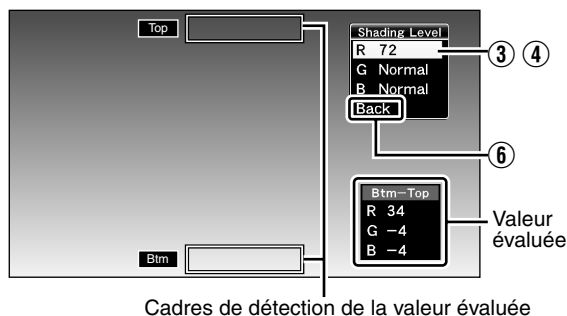 Top
Shading Level
R 72
G Normal
B Normal
Back
③ ④
⑥
Btm-Top
R 34
G -4
B -4
Valeur
évaluée
Btm
Cadres de détection de la valeur évaluée